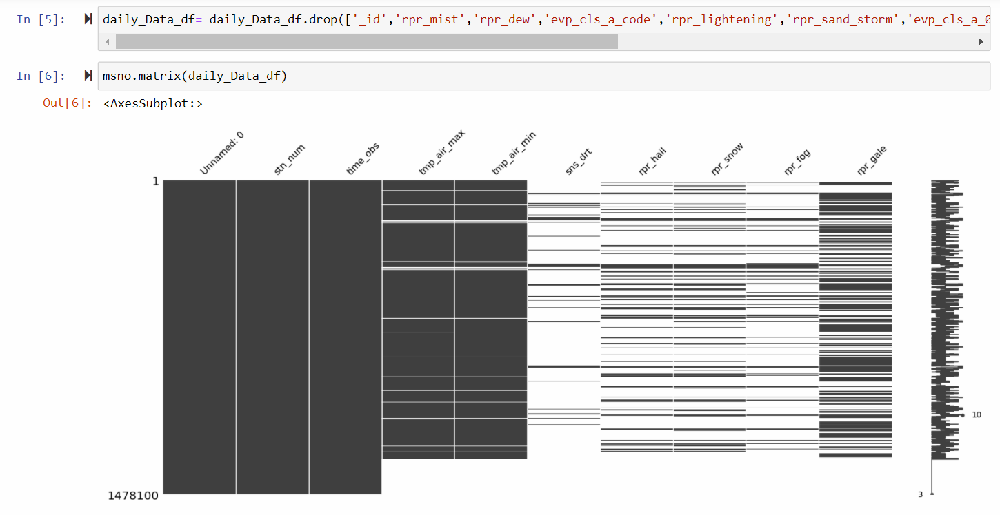 In [5]: daily_Data_df= daily_Data_df.drop(['_id','rpr_mist','rpr_dew','evp_cls_a_code','rpr_lightening','rpr_sand_storm','evp_cls_a_0
In [6]: msno.matrix(daily_Data_df)
Out[6]: <AxesSubplot:>
Unnamed: 0 stn_num time_obs tmp_air_max tmp_air_min sns_drt rpr_hail rpr_snow rpr_fog rpr_gale
1
10
1478100 3